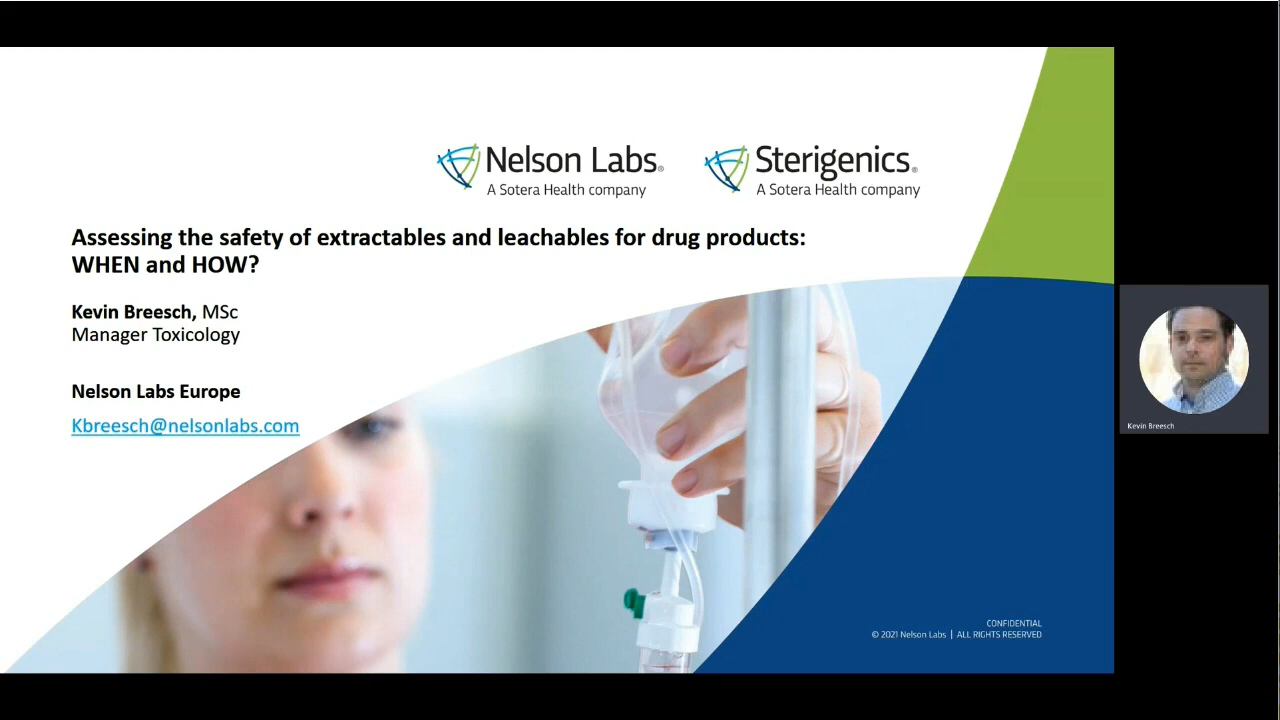 Nelson Labs®
A Sotera Health company
Sterigenics®
A Sotera Health company
Assessing the safety of extractables and leachables for drug products:
WHEN and HOW?
Kevin Breesch, MSc
Manager Toxicology
Nelson Labs Europe
Kbreesch@nelsonlabs.com
Kevin Breesch
CONFIDENTIAL
© 2021 Nelson Labs | ALL RIGHTS RESERVED